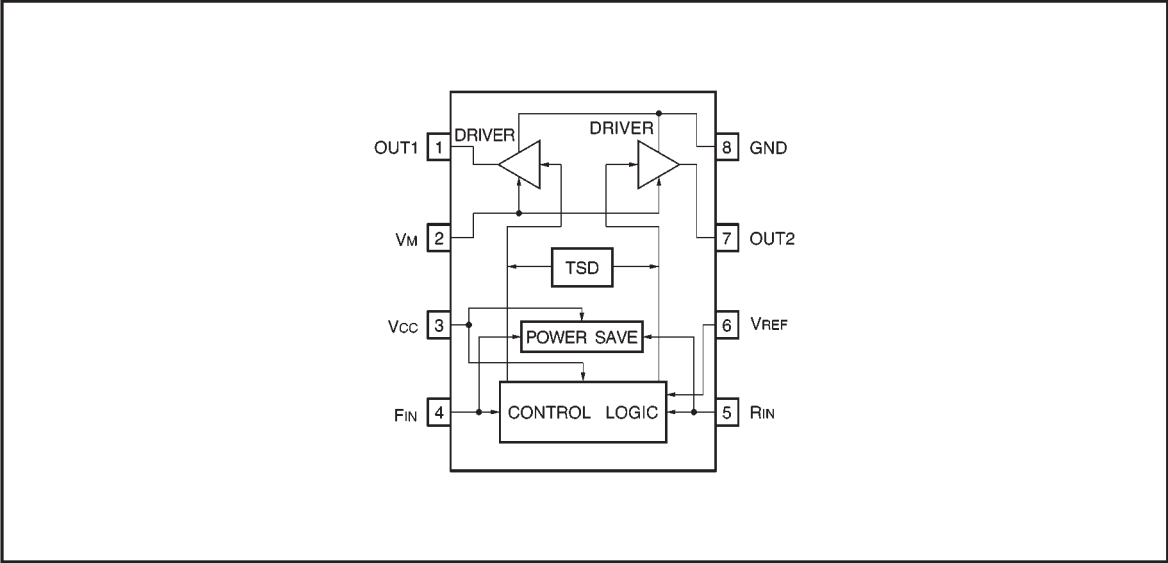 DRIVER DRIVER
OUT1 1 8 GND
VM 2 7 OUT2
TSD
VCC 3 6 VREF
POWER SAVE
FIN 4 CONTROL LOGIC 5 RIN